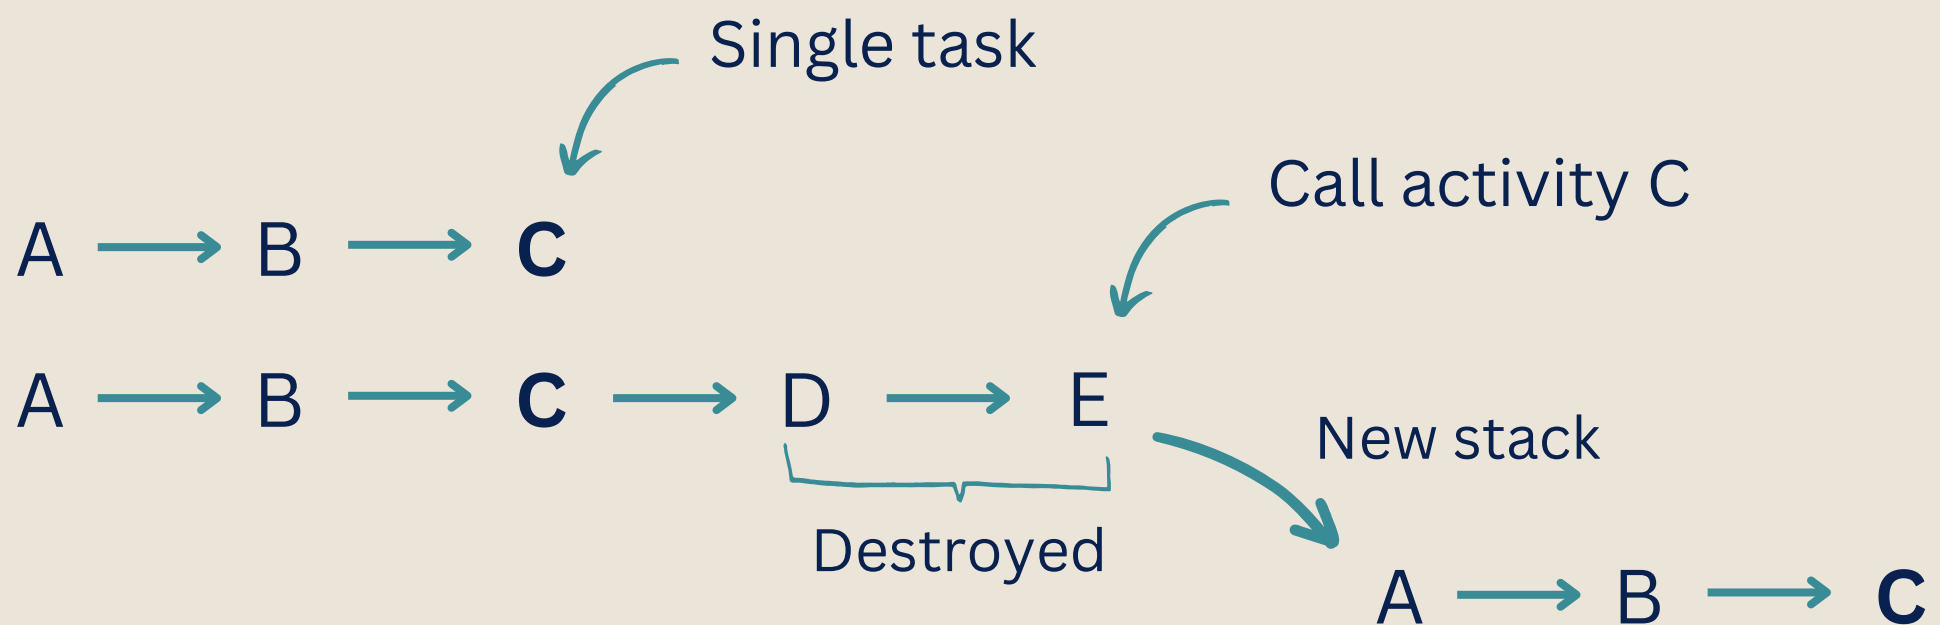 Single task
Call activity C
A B C
A B C D E
New stack
Destroyed
A B C